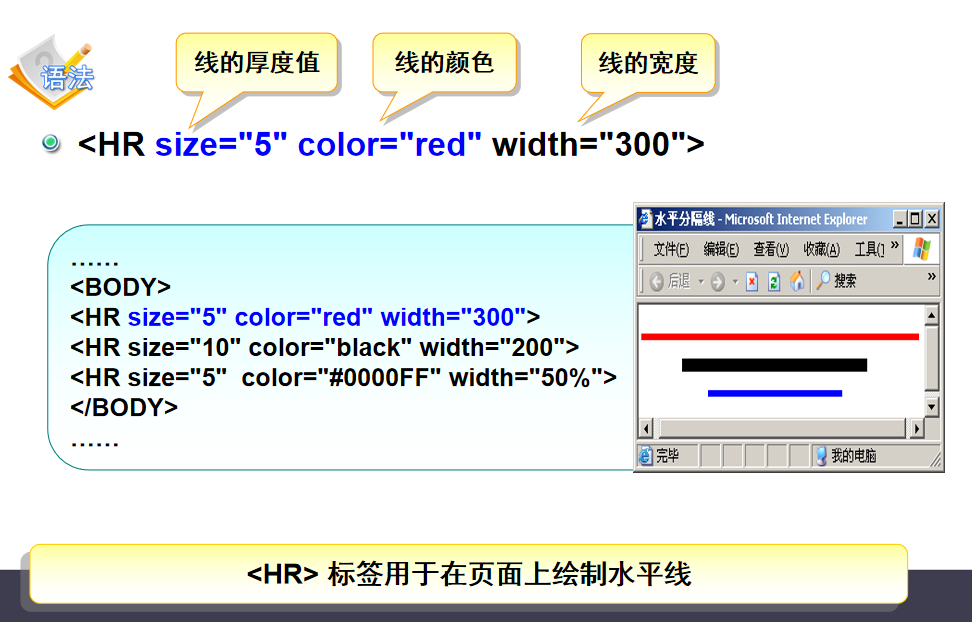 语法
线的厚度值
线的颜色
线的宽度
<HR size="5" color="red" width="300">
……
<BODY>
<HR size="5" color="red" width="300">
<HR size="10" color="black" width="200">
<HR size="5"  color="#0000FF" width="50%">
</BODY>
……
水平分隔线 - Microsoft Internet Explorer
文件(F) 编辑(E) 查看(V) 收藏(A) 工具(] »
后退 搜索 »
完毕 我的电脑
<HR> 标签用于在页面上绘制水平线